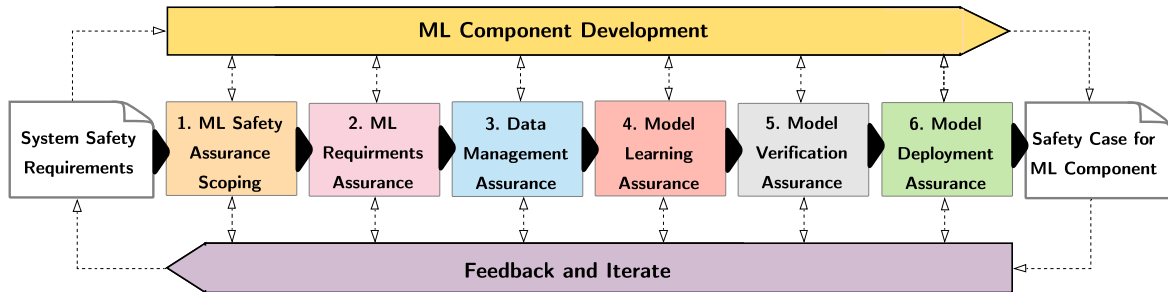 ML Component Development
System Safety
Requirements
1. ML Safety
Assurance
Scoping
2. ML
Requirments
Assurance
3. Data
Management
Assurance
4. Model
Learning
Assurance
5. Model
Verification
Assurance
6. Model
Deployment
Assurance
Safety Case for
ML Component
Feedback and Iterate